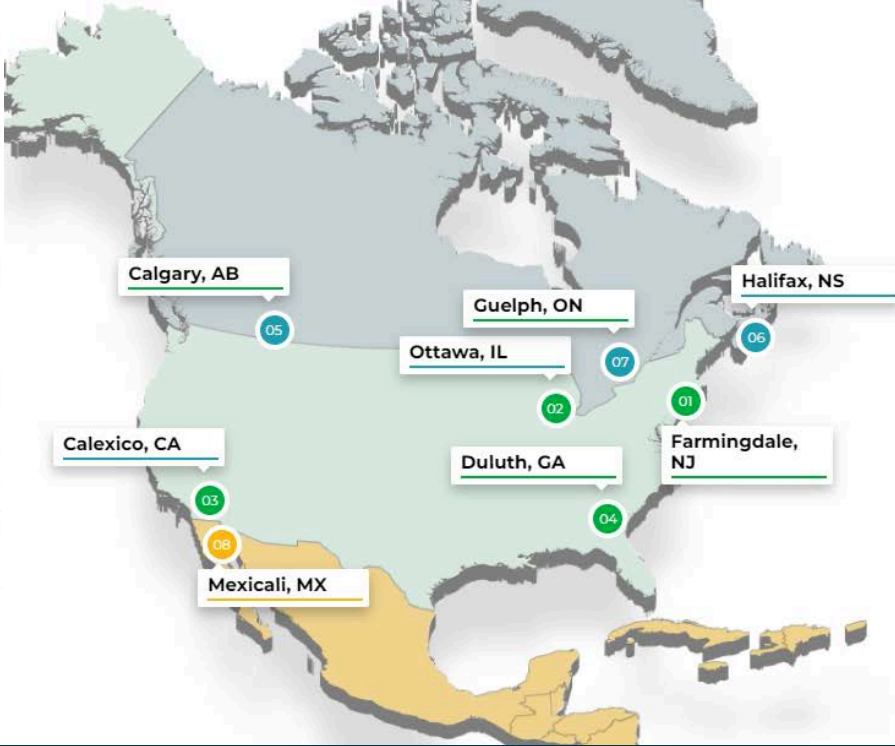 Calgary, AB
05
Halifax, NS
06
Guelph, ON
07
Ottawa, IL
02
01
Farmingdale,
NJ
Calexico, CA
03
Duluth, GA
04
08
Mexicali, MX